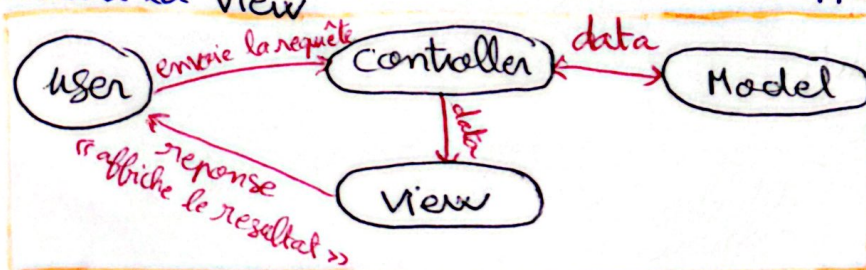 View
user
envoie la requête
controller
data
Model
data
reponse
« affiche le resultat »
view